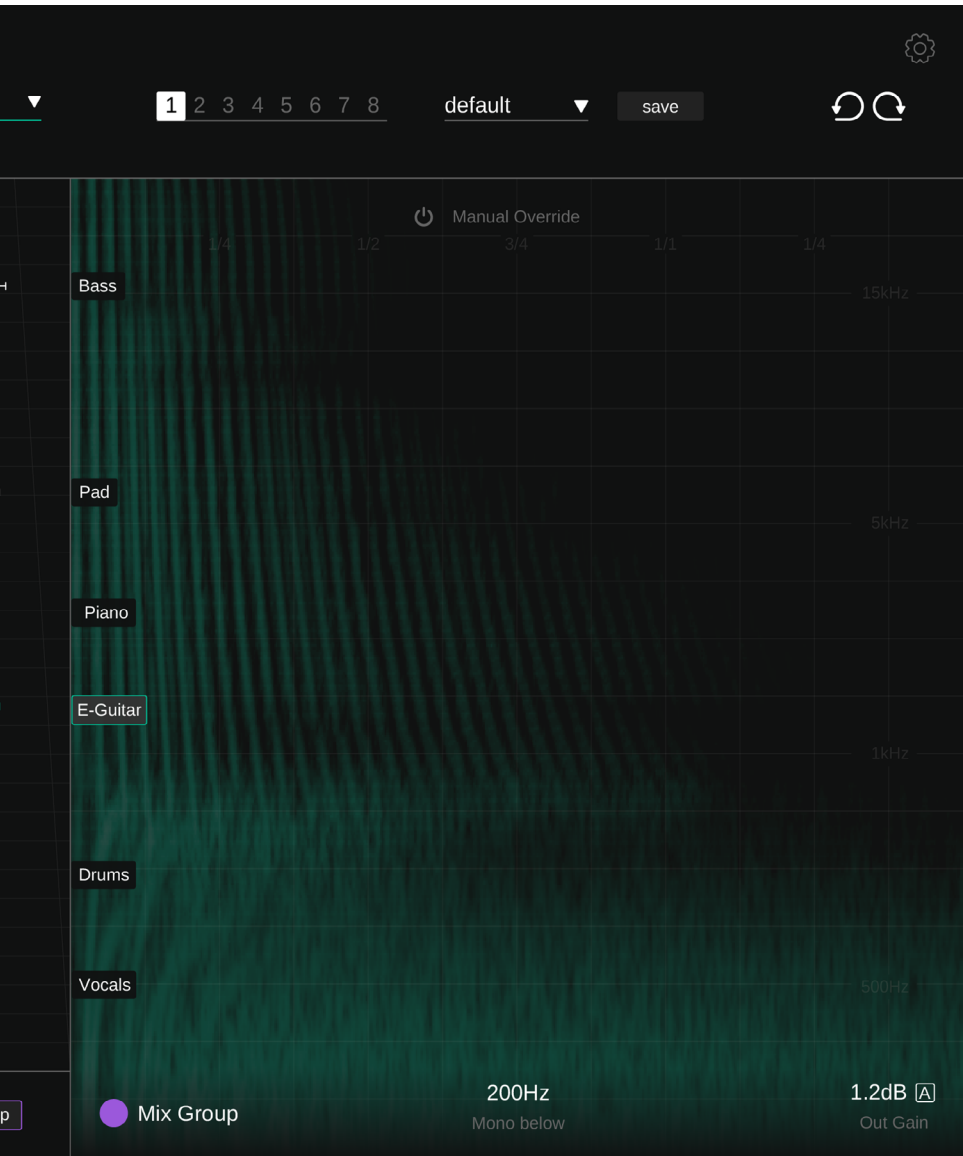 1 2 3 4 5 6 7 8 default save
Manual Override
1/4 1/2 3/4 1/1 1/4
Bass
15kHz
Pad
5kHz
Piano
E-Guitar
1kHz
Drums
Vocals
500Hz
200Hz 1.2dB A
Mix Group
Mono below Out Gain